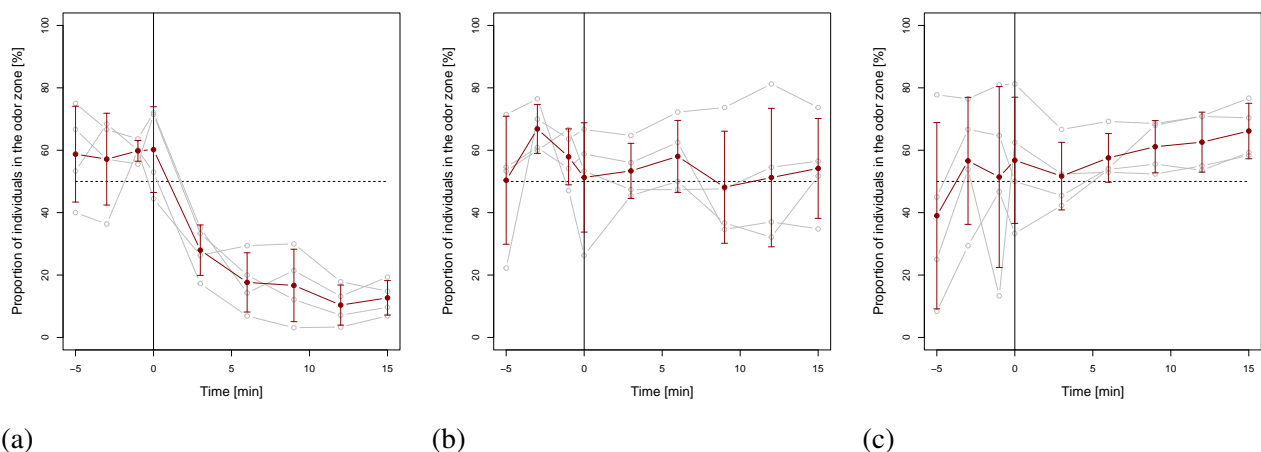 Proportion of individuals in the odor zone [%]
0 20 40 60 80 100
−5 0 5 10 15
Time [min]
(a)
Proportion of individuals in the odor zone [%]
0 20 40 60 80 100
−5 0 5 10 15
Time [min]
(b)
Proportion of individuals in the odor zone [%]
0 20 40 60 80 100
−5 0 5 10 15
Time [min]
(c)